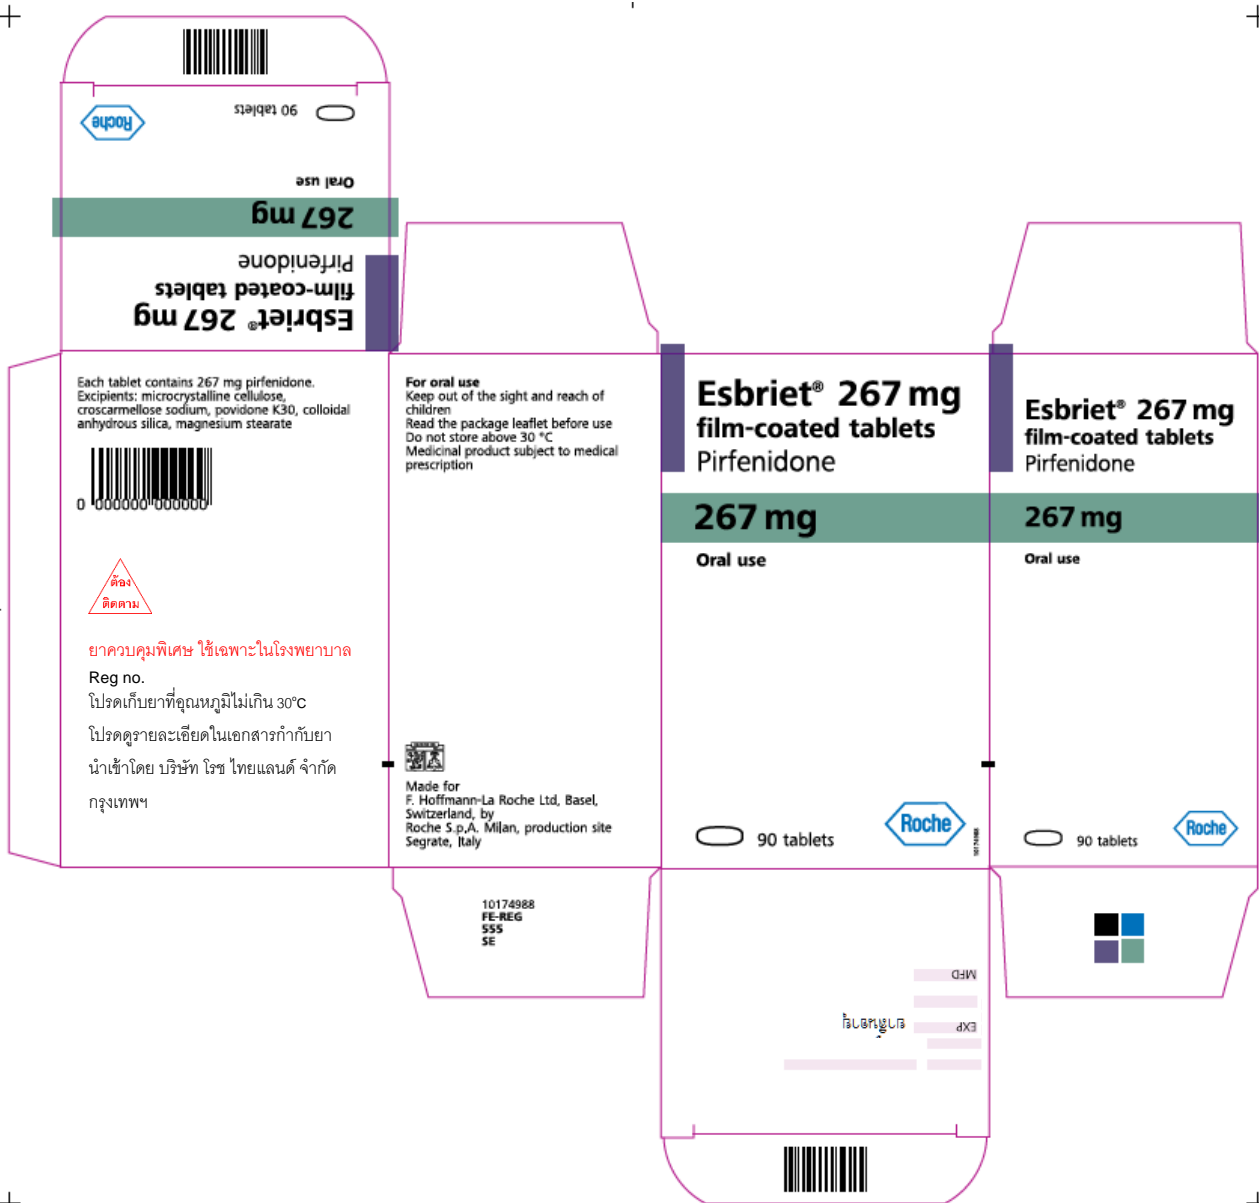 90 tablets
Roche
Oral use
267 mg
Pirfenidone
film-coated tablets
Esbriet® 267 mg
Each tablet contains 267 mg pirfenidone.
Excipients: microcrystalline cellulose,
croscarmellose sodium, povidone K30, colloidal
anhydrous silica, magnesium stearate
0 000000 000000
ต้อง
ติดตาม
ยาควบคุมพิเศษ ใช้เฉพาะในโรงพยาบาล
Reg no.
โปรดเก็บยาที่อุณหภูมิไม่เกิน 30°C
โปรดดูรายละเอียดในเอกสารกำกับยา
นำเข้าโดย บริษัท โรช ไทยแลนด์ จำกัด
กรุงเทพฯ
For oral use
Keep out of the sight and reach of
children
Read the package leaflet before use
Do not store above 30 °C
Medicinal product subject to medical
prescription
Made for
F. Hoffmann-La Roche Ltd, Basel,
Switzerland, by
Roche S.p.A. Milan, production site
Segrate, Italy
10174988
FE-REG
555
SE
Esbriet® 267 mg
film-coated tablets
Pirfenidone
267 mg
Oral use
90 tablets
Roche
10174988
MFD
ยาสิ้นอายุ
EXP
Esbriet® 267 mg
film-coated tablets
Pirfenidone
267 mg
Oral use
90 tablets
Roche